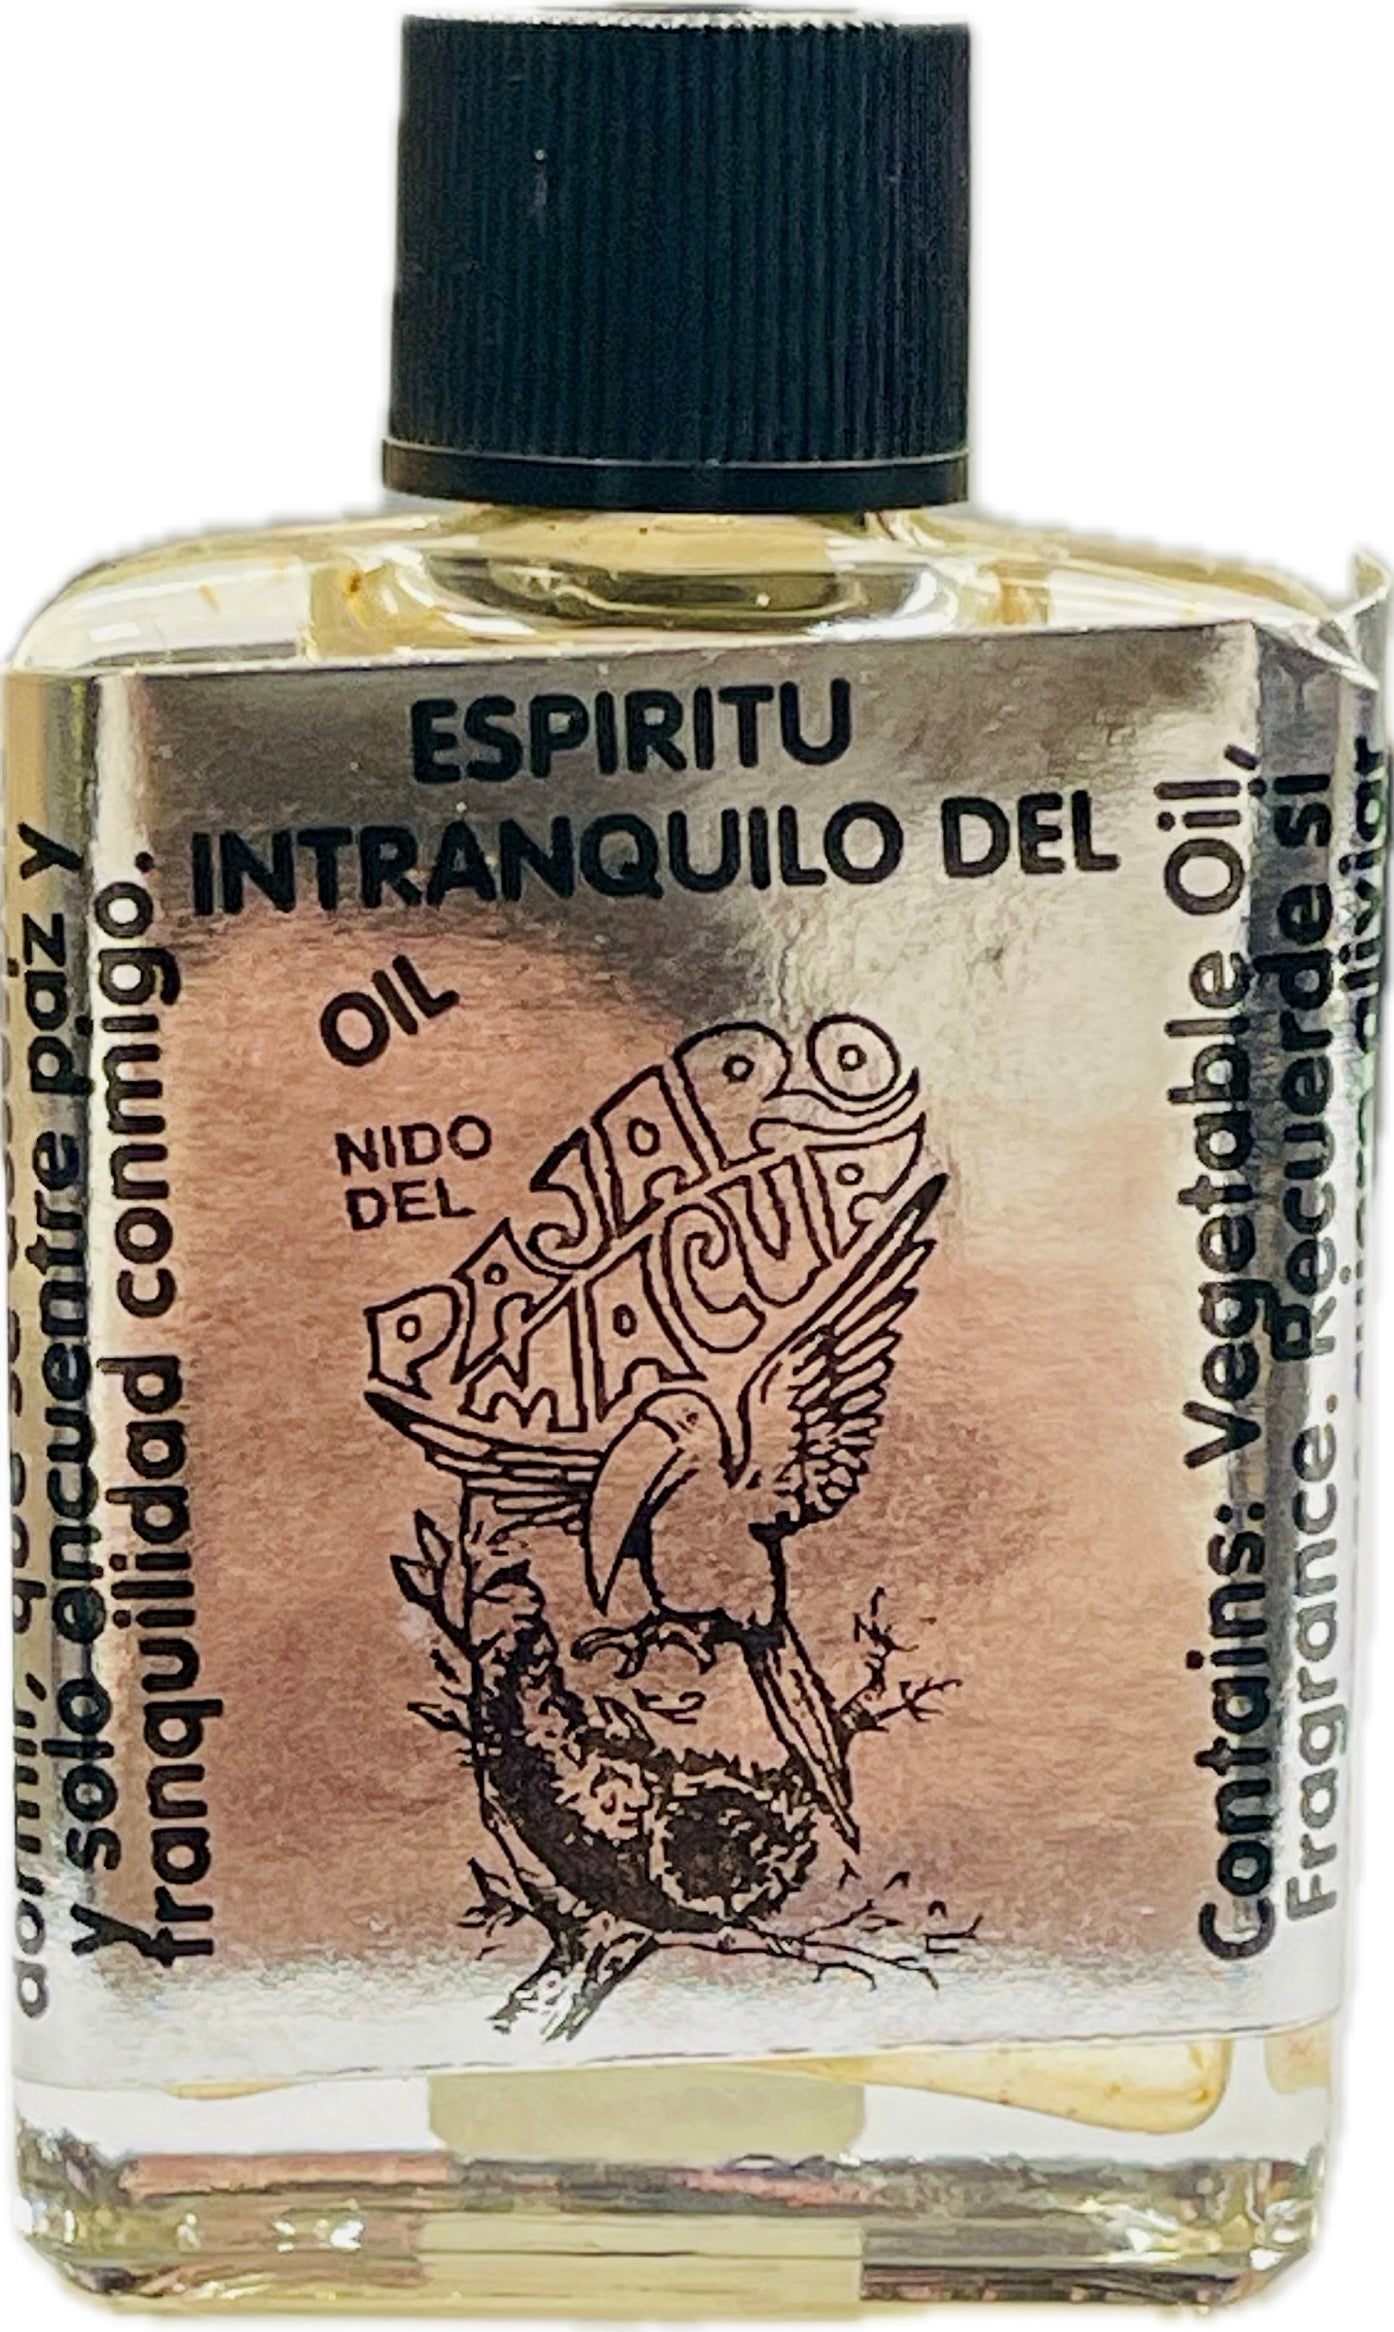 ESPIRITU
INTRANQUILO DEL
OIL
NIDO
DEL
PAJARO
MACUA
y solo encuentre paz y
tranquilidad conmigo.
Contains: Vegetable Oil,
Fragrance. Recuerde si